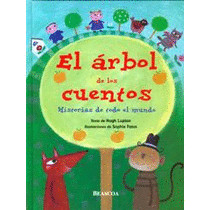 El árbol
de los
cuentos
Historias de todo el mundo
Texto de Hugh Lupton
Ilustraciones de Sophie Fatus
BEASCOA